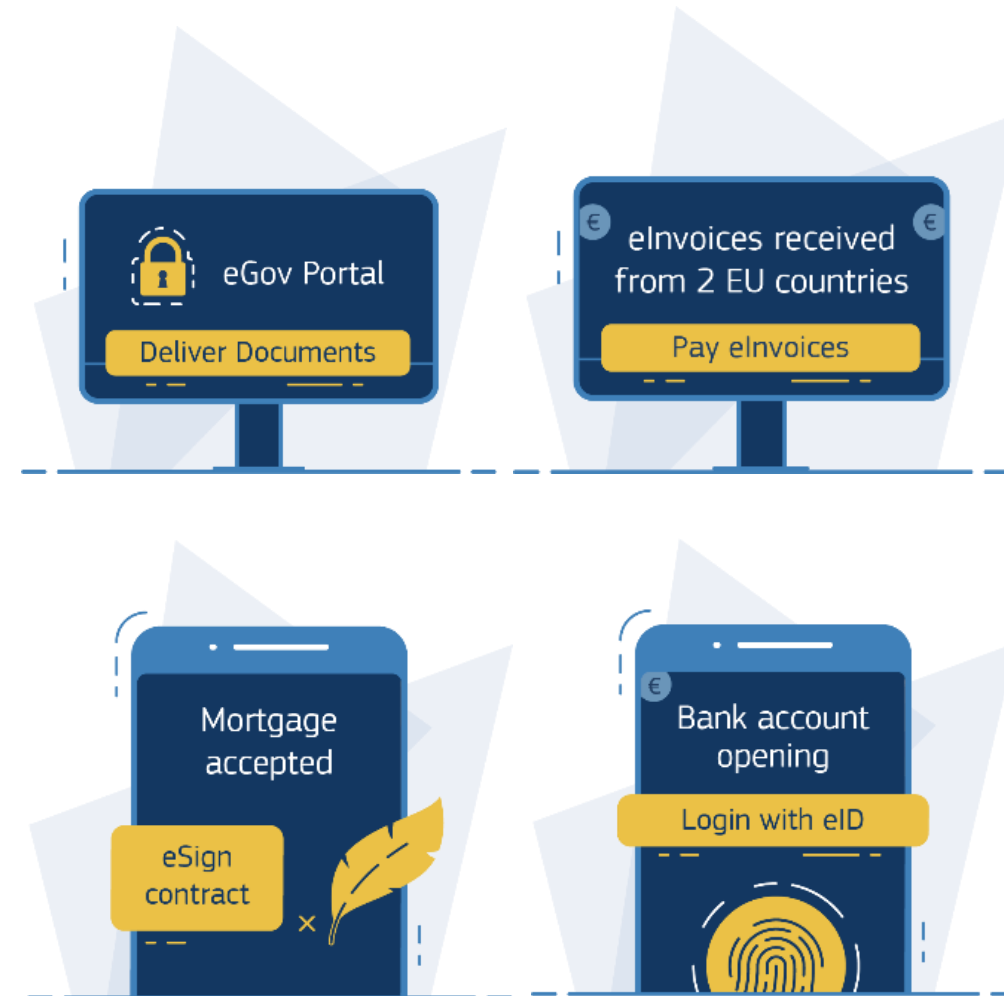 eGov Portal
Deliver Documents
€
€
eInvoices received
from 2 EU countries
Pay eInvoices
Mortgage
accepted
eSign
contract
€
Bank account
opening
Login with eID